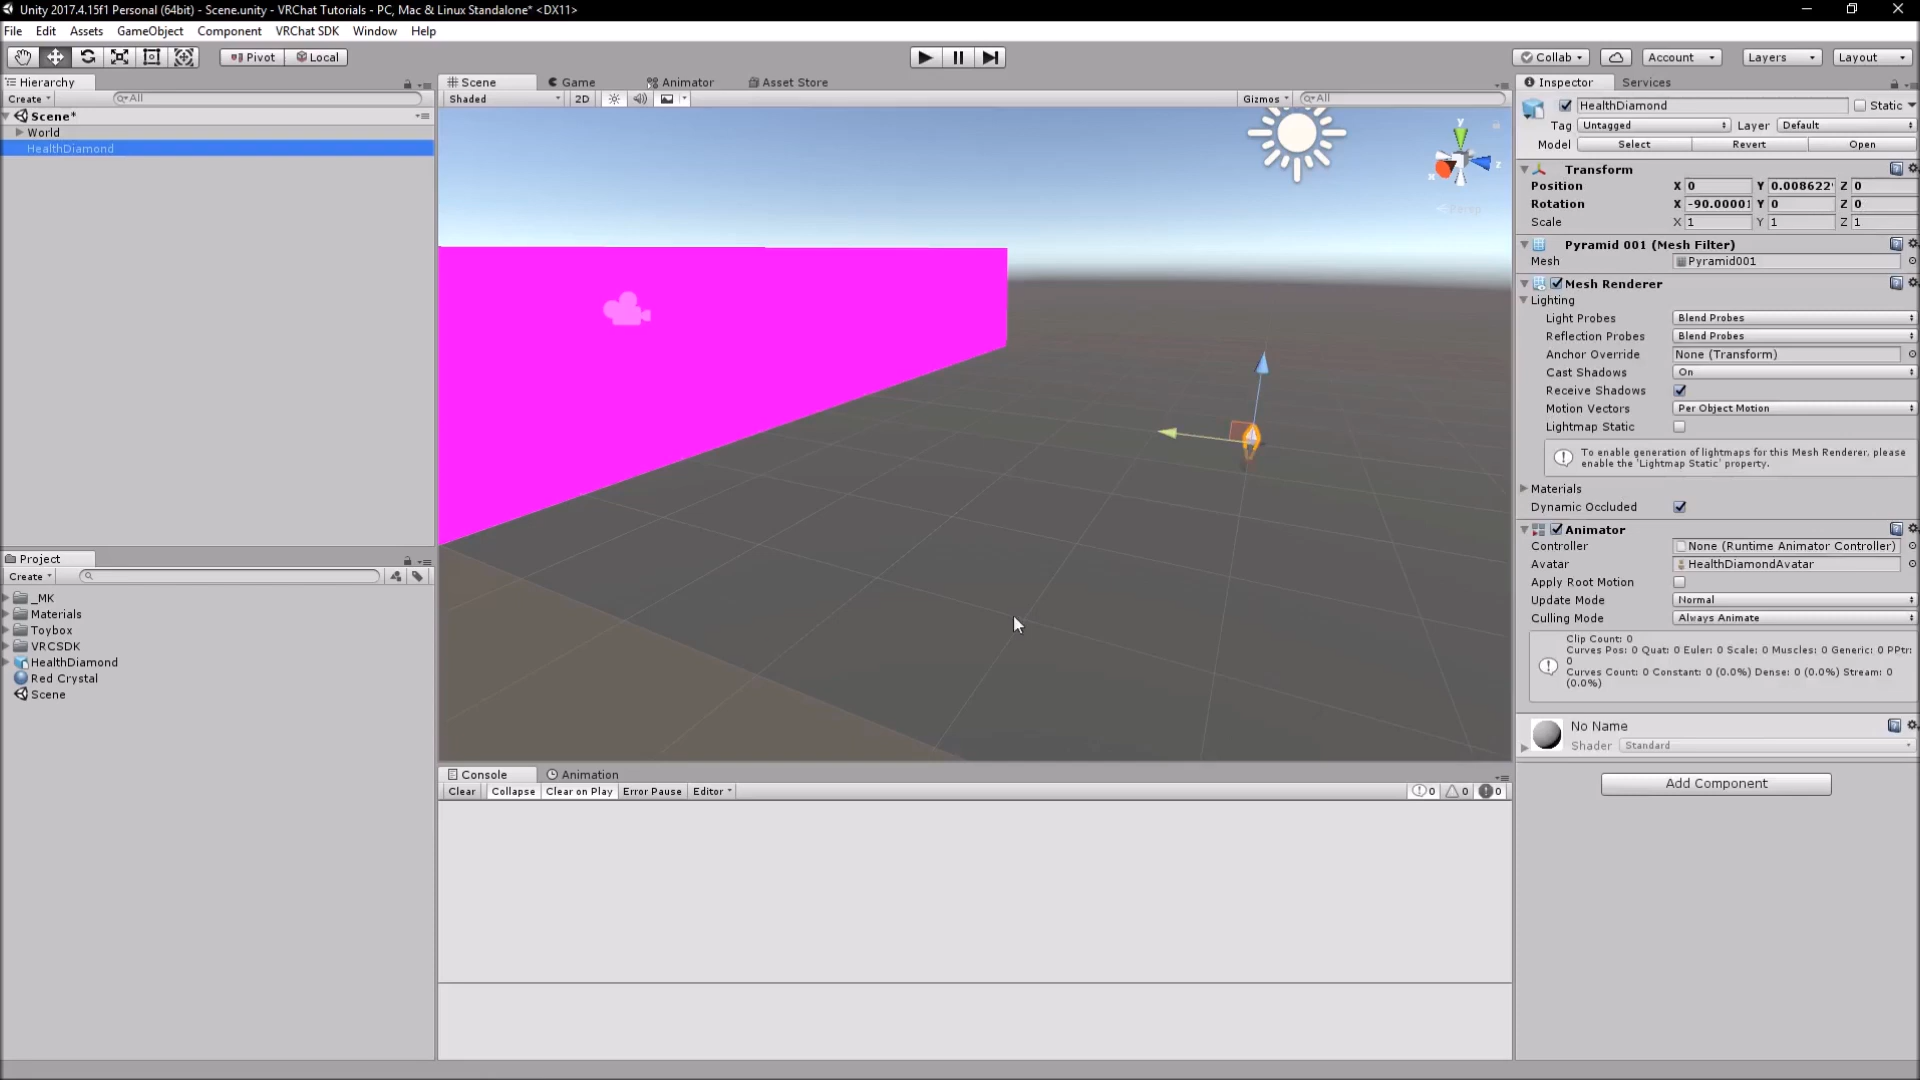 Unity 2017.4.15f1 Personal (64bit) - Scene.unity - VRChat Tutorials - PC, Mac & Linux Standalone* <DX11>
File Edit Assets GameObject Component VRChat SDK Window Help
Pivot Local Collab Account Layers Layout
Hierarchy
Create All
Scene*
World
HealthDiamond
Project
Create
_MK
Materials
Toybox
VRCSDK
HealthDiamond
Red Crystal
Scene
Scene Game Animator Asset Store
Shaded 2D Gizmos All
y
x
z
Persp
Console Animation
Clear Collapse Clear on Play Error Pause Editor 0 0 0
Inspector Services
HealthDiamond Static
Tag Untagged Layer Default
Model Select Revert Open
Transform
Position X 0 Y 0.008622 Z 0
Rotation X -90.00001 Y 0 Z 0
Scale X 1 Y 1 Z 1
Pyramid 001 (Mesh Filter)
Mesh Pyramid001
Mesh Renderer
Lighting
Light Probes Blend Probes
Reflection Probes Blend Probes
Anchor Override None (Transform)
Cast Shadows On
Receive Shadows
Motion Vectors Per Object Motion
Lightmap Static
To enable generation of lightmaps for this Mesh Renderer, please
enable the 'Lightmap Static' property.
Materials
Dynamic Occluded
Animator
Controller None (Runtime Animator Controller)
Avatar HealthDiamondAvatar
Apply Root Motion
Update Mode Normal
Culling Mode Always Animate
Clip Count: 0
Curves Pos: 0 Quat: 0 Euler: 0 Scale: 0 Muscles: 0 Generic: 0 PPtr:
0
Curves Count: 0 Constant: 0 (0.0%) Dense: 0 (0.0%) Stream: 0
(0.0%)
No Name
Shader Standard
Add Component